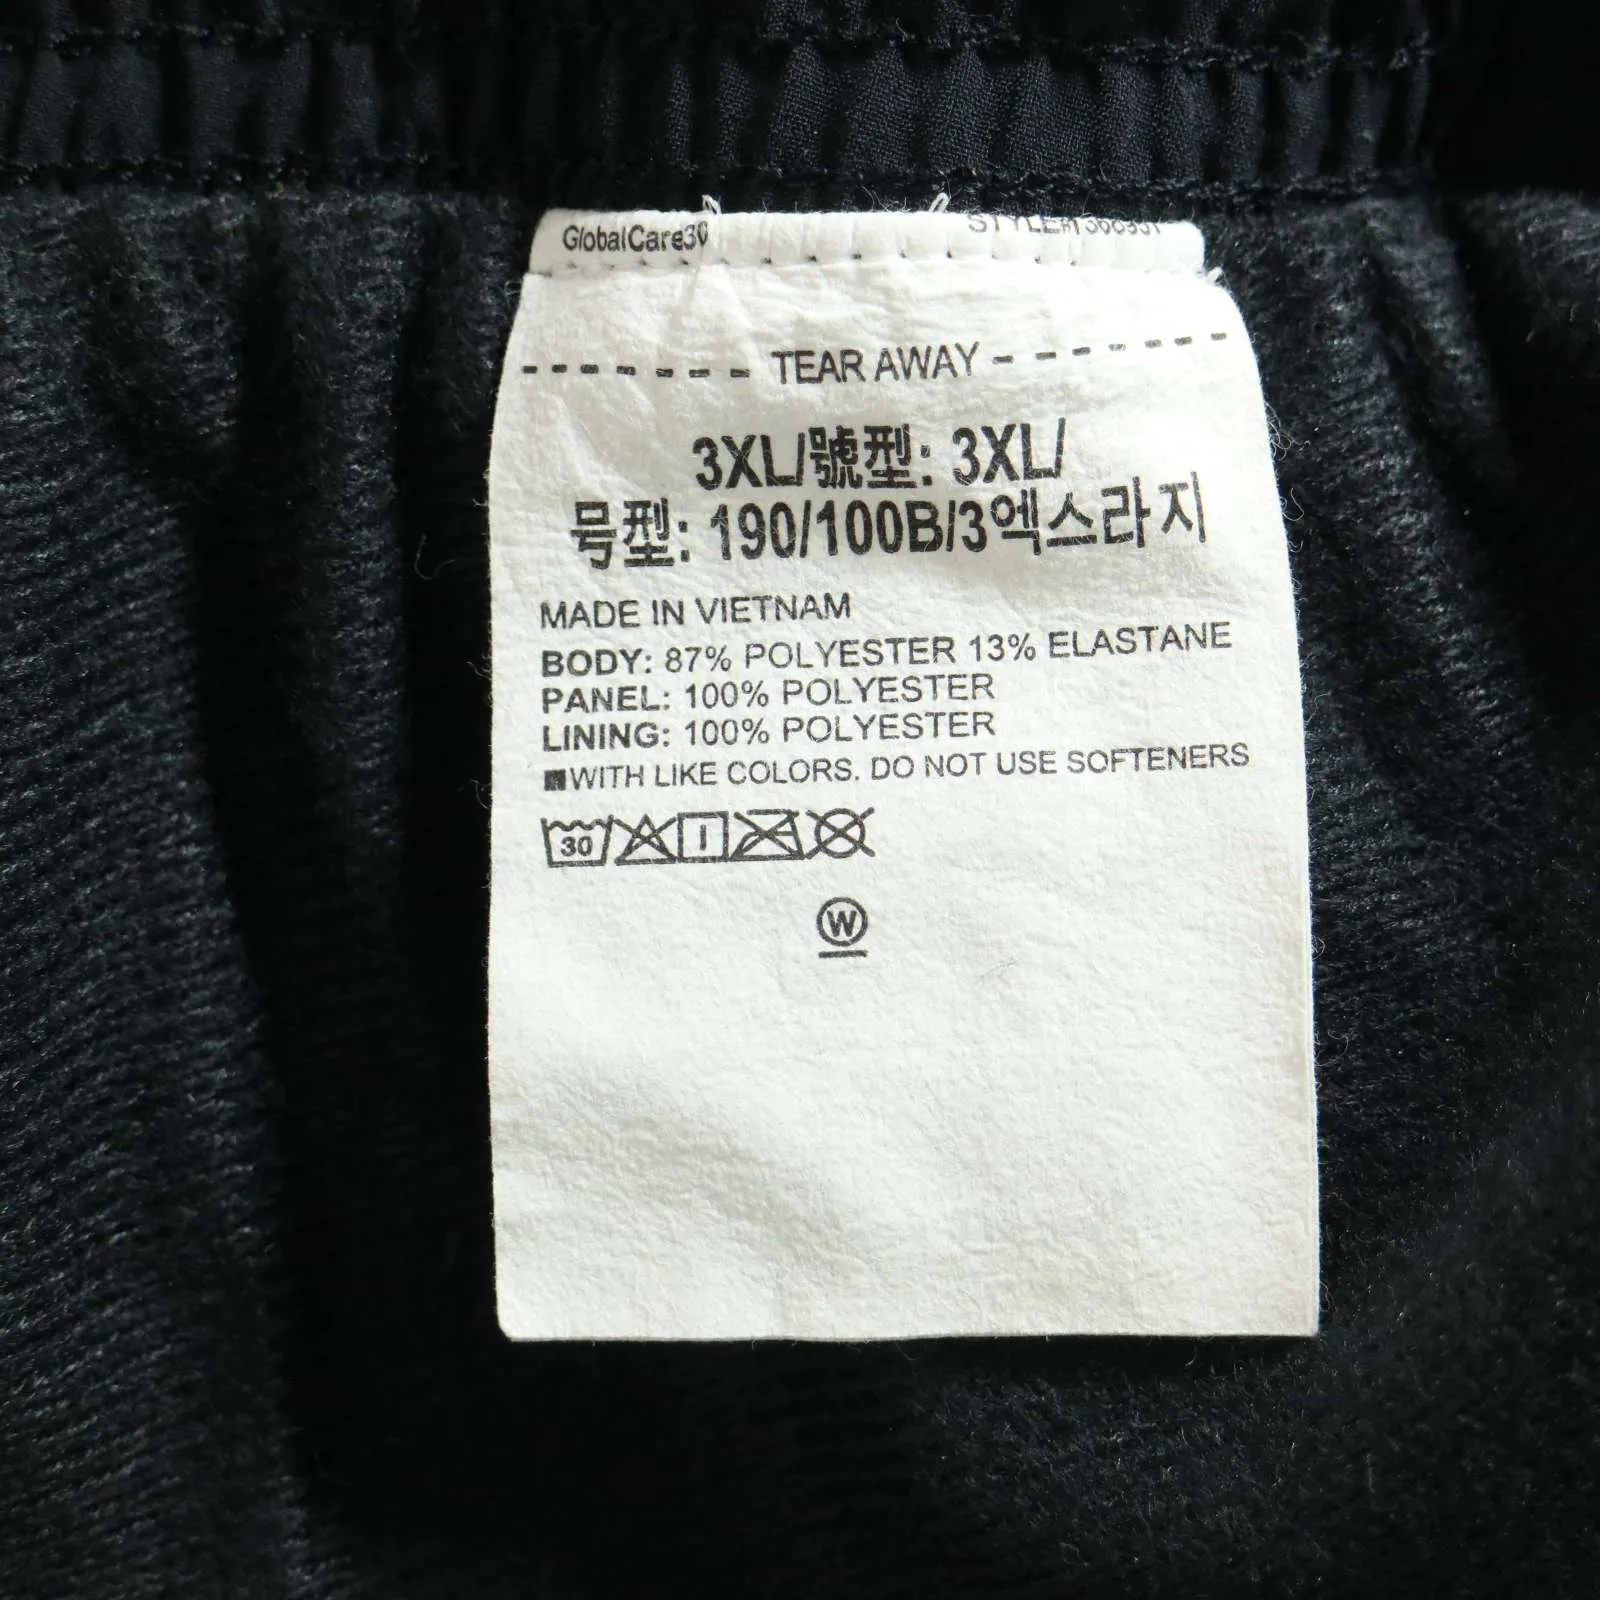 GlobalCare30
TEAR AWAY
3XL/號型: 3XL/
号型: 190/100B/3엑스라지
MADE IN VIETNAM
BODY: 87% POLYESTER 13% ELASTANE
PANEL: 100% POLYESTER
LINING: 100% POLYESTER
WITH LIKE COLORS. DO NOT USE SOFTENERS
30
W